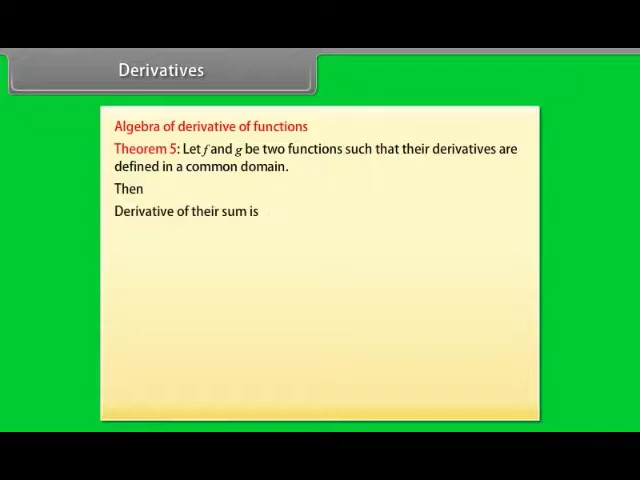 Derivatives
Algebra of derivative of functions
Theorem 5: Let f and g be two functions such that their derivatives are
defined in a common domain.
Then
Derivative of their sum is